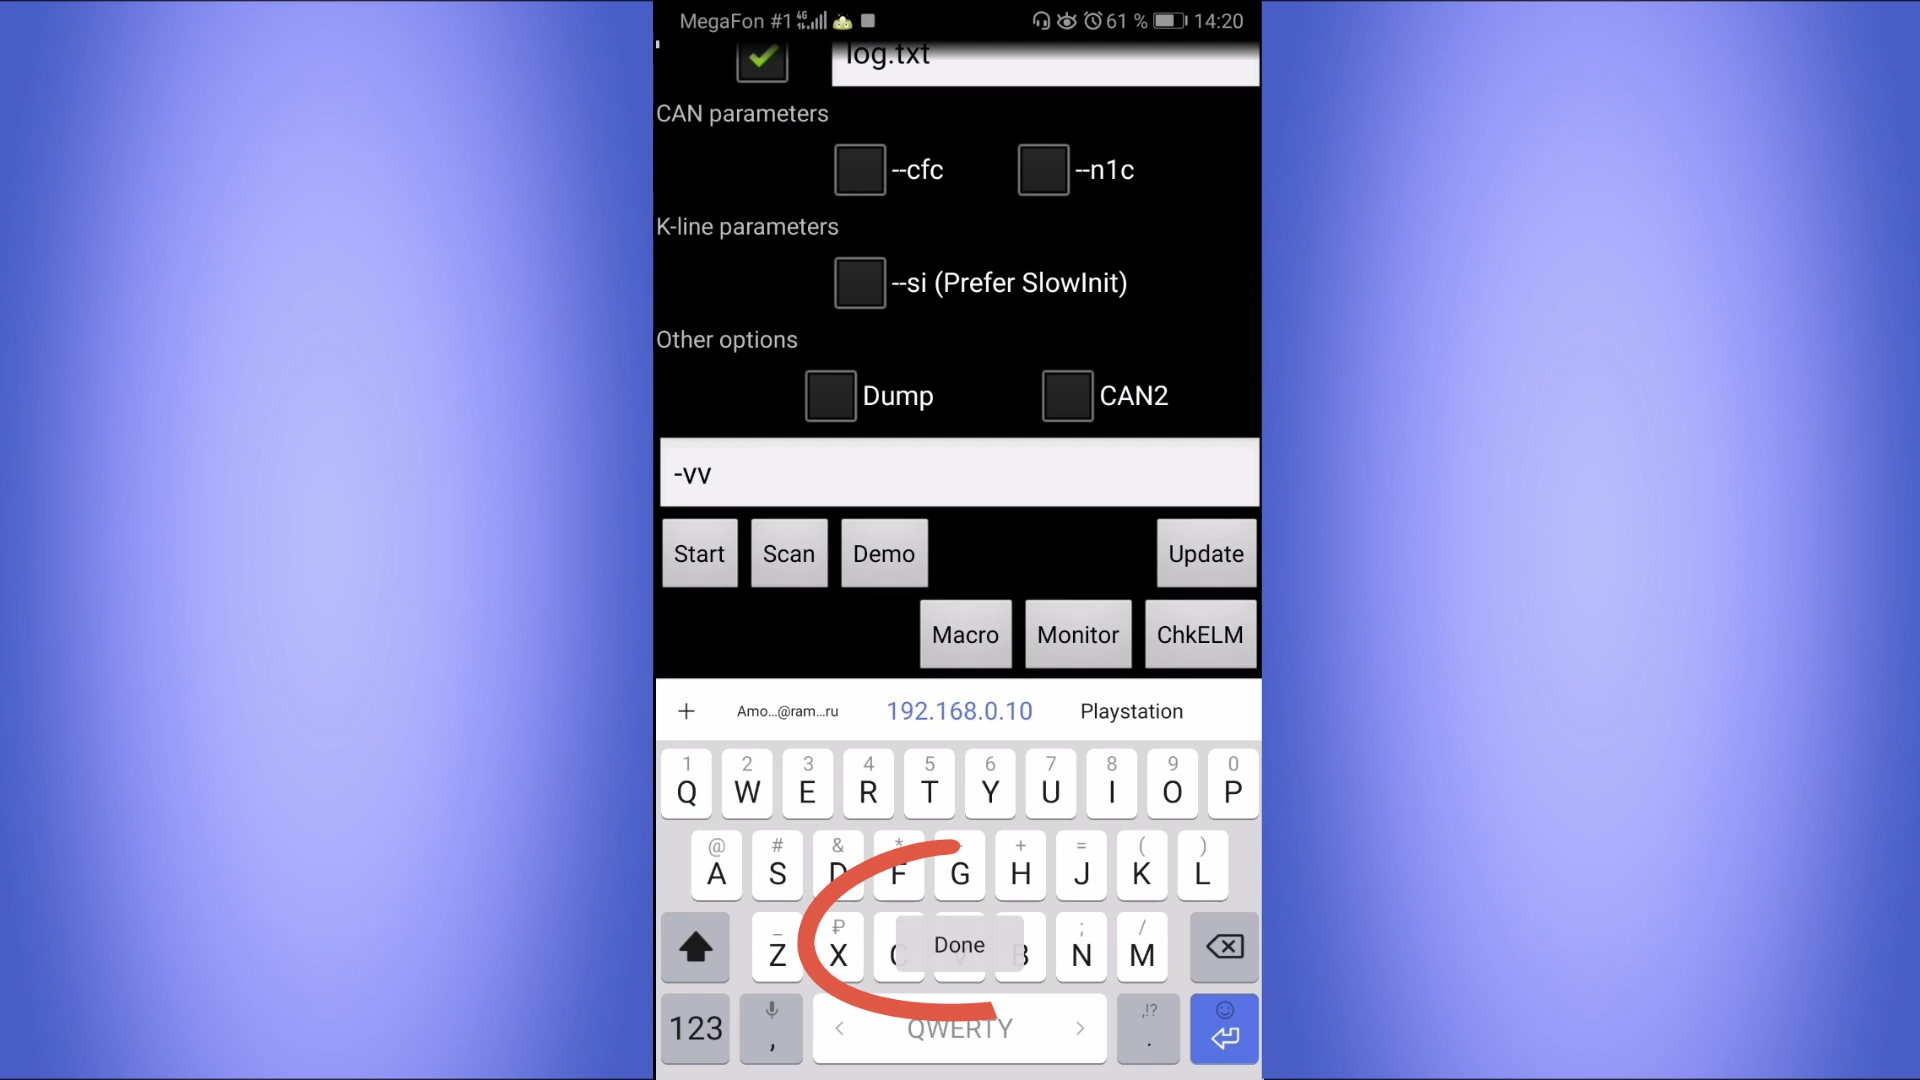 MegaFon #1 4G 61 % 14:20
log.txt
CAN parameters
--cfc --n1c
K-line parameters
--si (Prefer SlowInit)
Other options
Dump CAN2
-vv
Start Scan Demo Update
Macro Monitor ChkELM
+ Amo...@ram...ru 192.168.0.10 Playstation
1 2 3 4 5 6 7 8 9 0
Q W E R T Y U I O P
@ # & * + = ( )
A S D F G H J K L
_ ₽ ; /
Z X C Done B N M
123 , < QWERTY > ,!? .